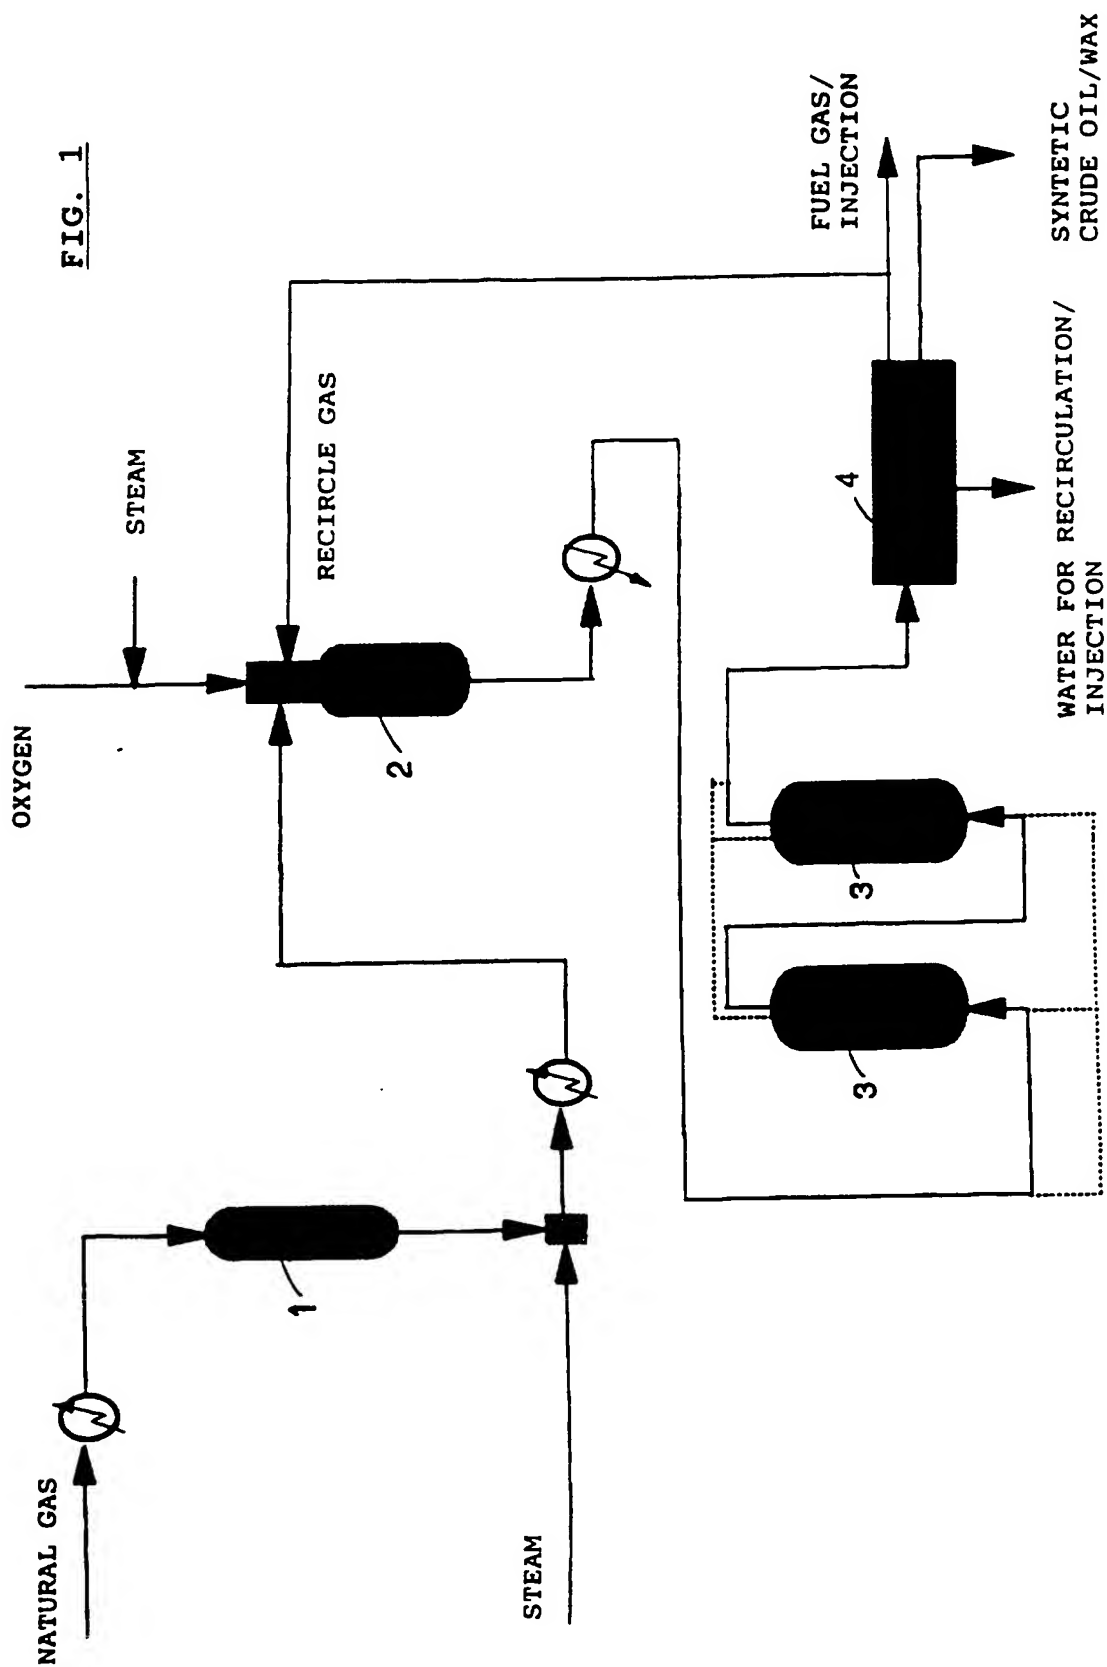 FIG. 1
OXYGEN
STEAM
NATURAL GAS
RECIRCLE GAS
FUEL GAS/
INJECTION
1
2
STEAM
3
3
4
WATER FOR RECIRCULATION/
INJECTION
SYNTETIC
CRUDE OIL/WAX